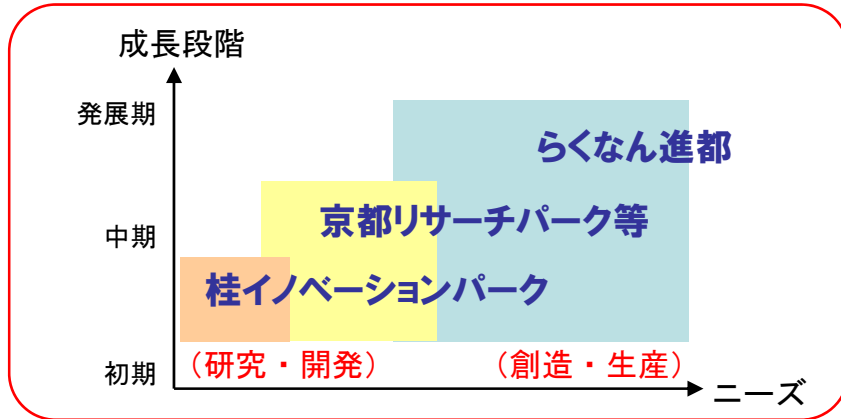 成長段階
発展期
らくなん進都
京都リサーチパーク等
中期
桂イノベーションパーク
（研究・開発）
（創造・生産）
初期
ニーズ